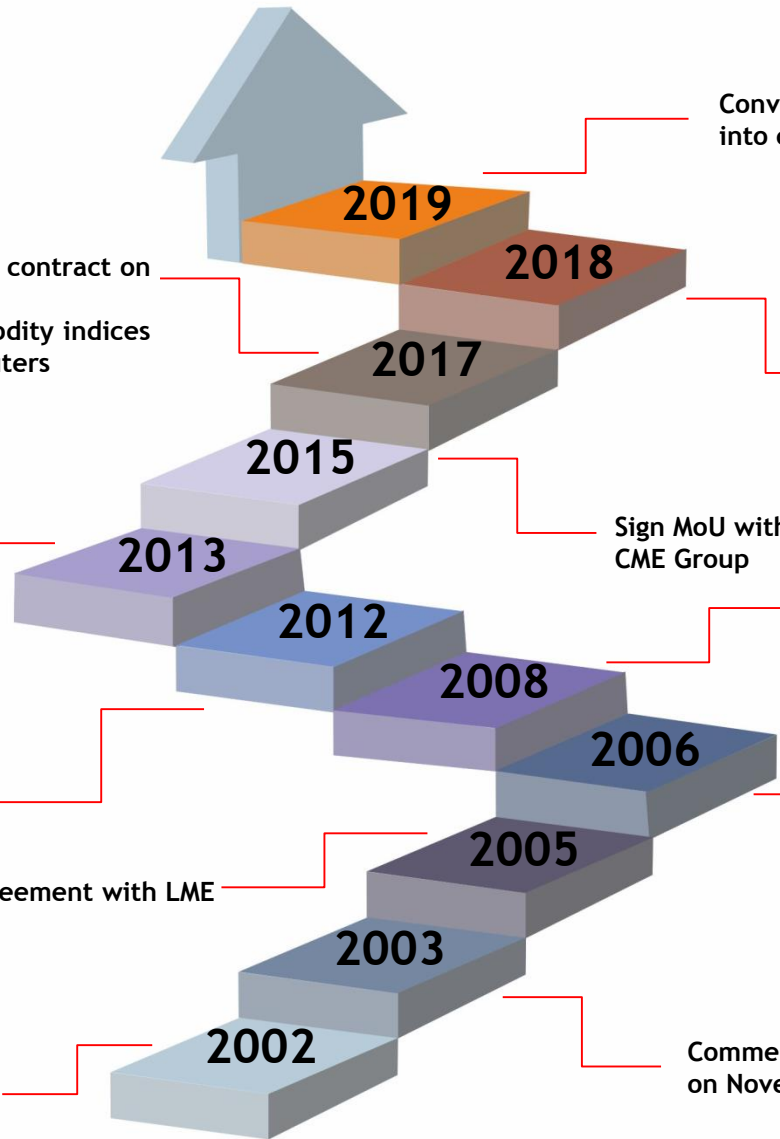 Conv
into
2019
2018
contract on
odity indices
ters
2017
2015
Sign MoU with
CME Group
2013
2012
2008
2006
2005
eement with LME
2003
2002
Comme
on Nove